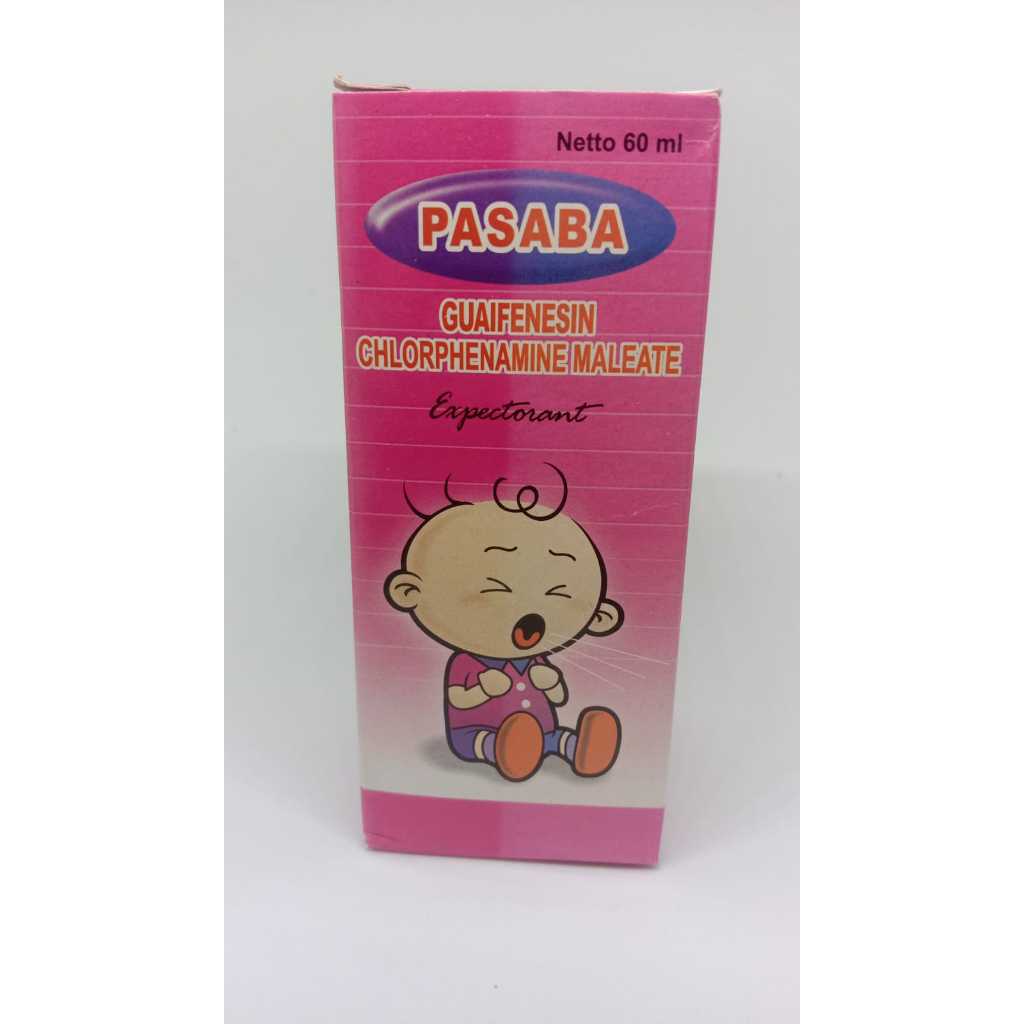 Netto 60 ml
PASABA
GUAIFENESIN
CHLORPHENAMINE MALEATE
Expectorant